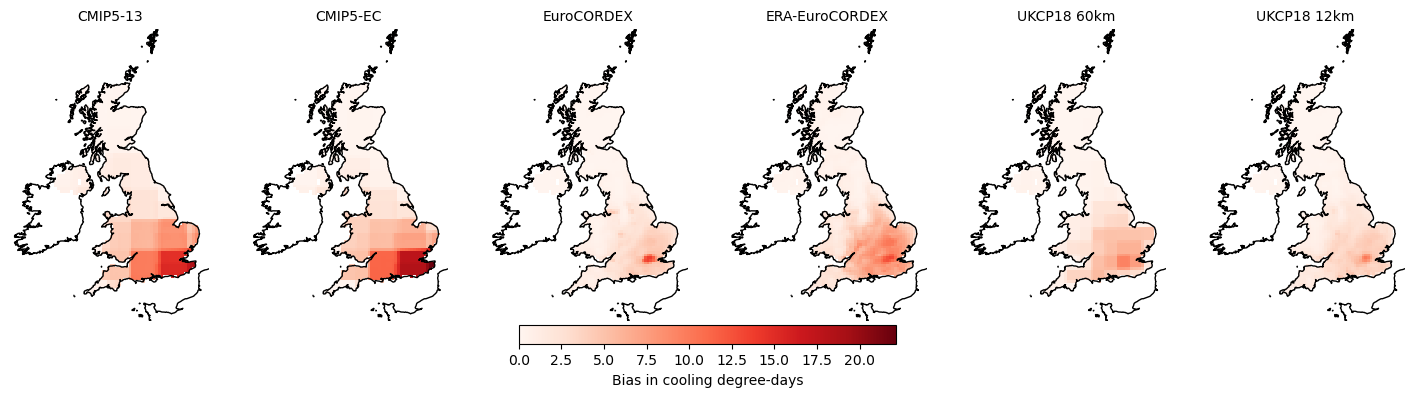 CMIP5-13 CMIP5-EC EuroCORDEX ERA-EuroCORDEX UKCP18 60km UKCP18 12km
0.0 2.5 5.0 7.5 10.0 12.5 15.0 17.5 20.0
Bias in cooling degree-days